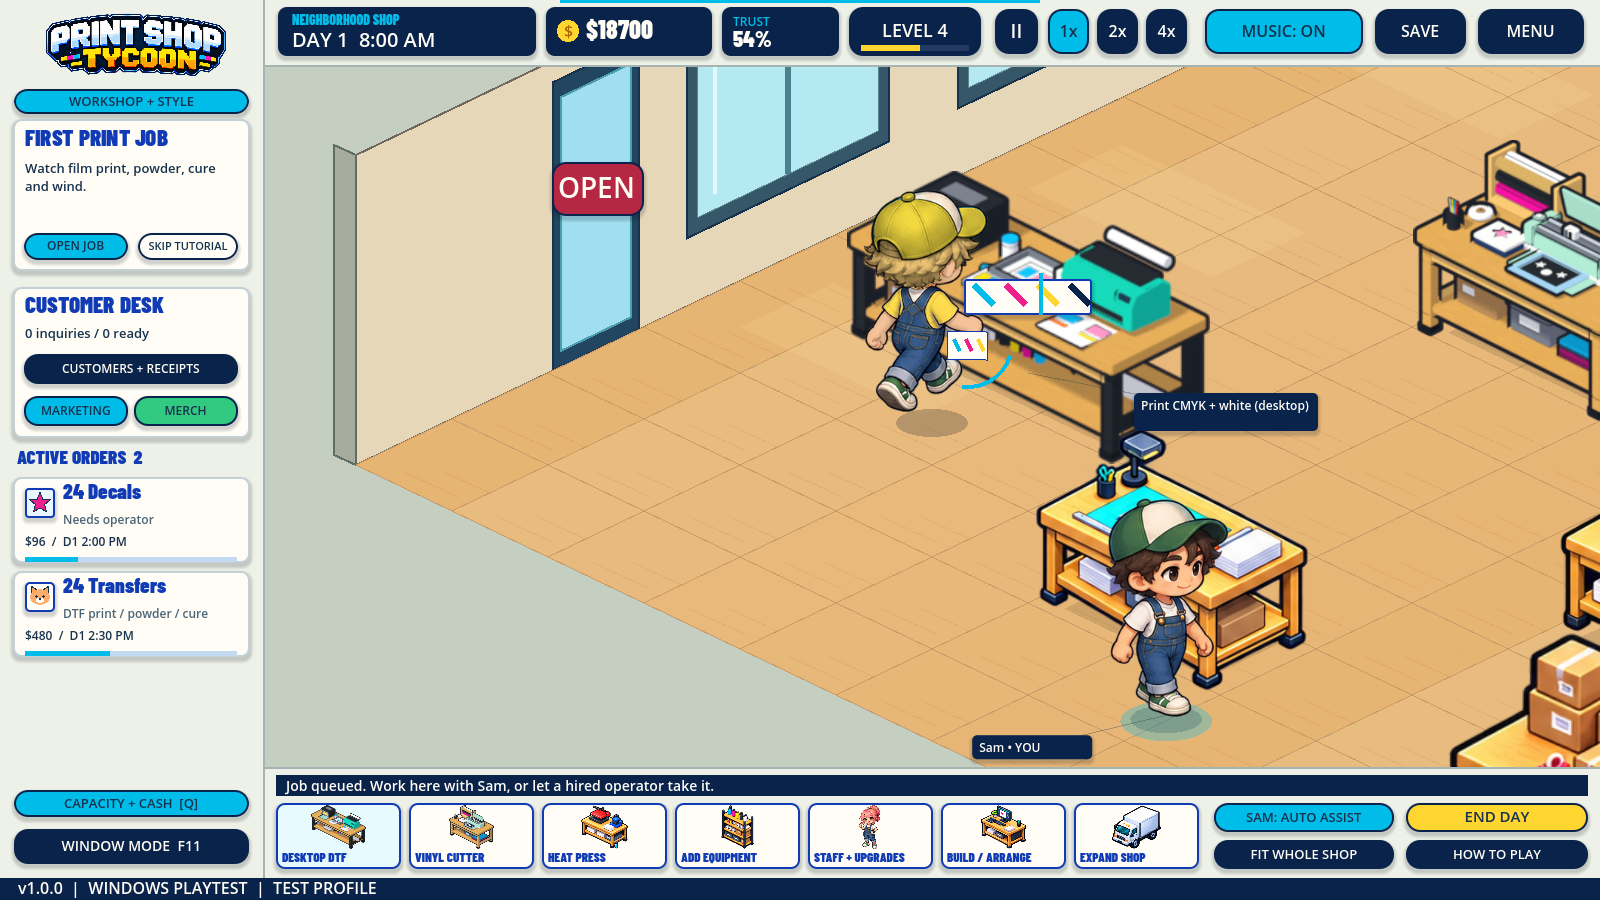 PRINT SHOP
TYCOON
WORKSHOP + STYLE
FIRST PRINT JOB
Watch film print, powder, cure
and wind.
OPEN JOB
SKIP TUTORIAL
CUSTOMER DESK
0 inquiries / 0 ready
CUSTOMERS + RECEIPTS
MARKETING
MERCH
ACTIVE ORDERS 2
24 Decals
Needs operator
$96 / D1 2:00 PM
24 Transfers
DTF print / powder / cure
$480 / D1 2:30 PM
CAPACITY + CASH [Q]
WINDOW MODE F11
NEIGHBORHOOD SHOP
DAY 1 8:00 AM
$ $18700
TRUST
54%
LEVEL 4
1x
2x
4x
MUSIC: ON
SAVE
MENU
OPEN
Print CMYK + white (desktop)
Sam • YOU
Job queued. Work here with Sam, or let a hired operator take it.
DESKTOP DTF
VINYL CUTTER
HEAT PRESS
ADD EQUIPMENT
STAFF + UPGRADES
BUILD / ARRANGE
EXPAND SHOP
SAM: AUTO ASSIST
END DAY
FIT WHOLE SHOP
HOW TO PLAY
v1.0.0 | WINDOWS PLAYTEST | TEST PROFILE